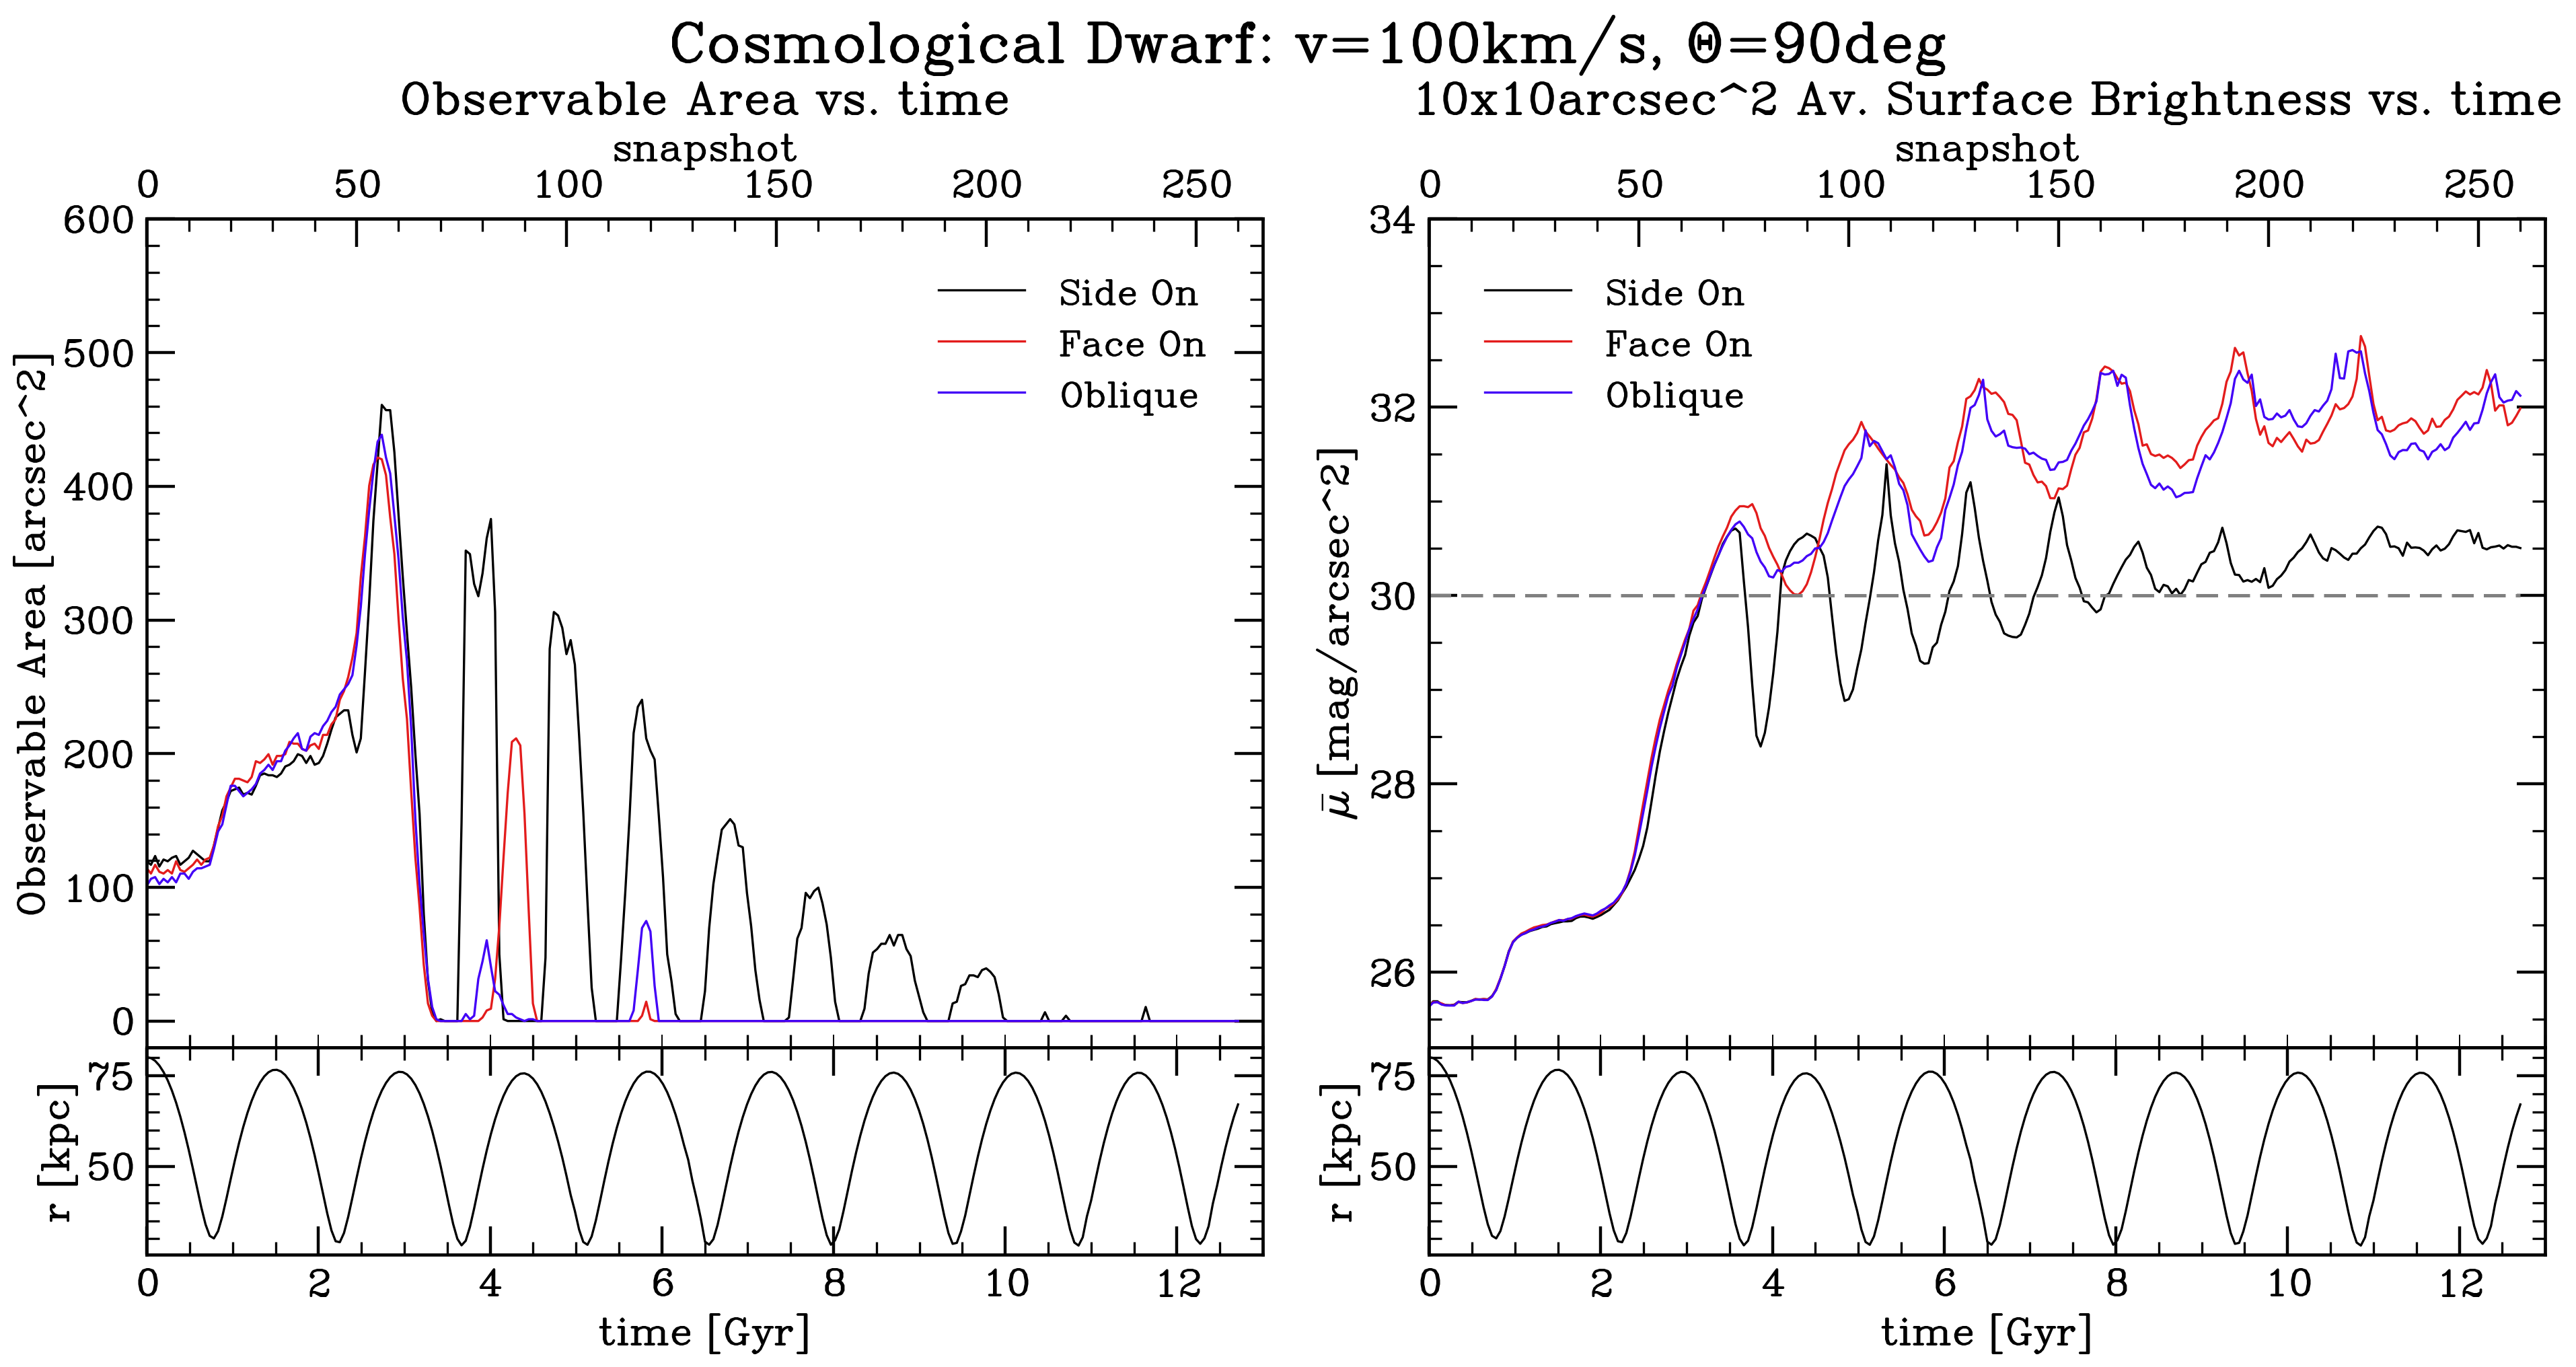 Cosmological Dwarf: v=100km/s, Θ=90deg
Observable Area vs. time
snapshot
0 50 100 150 200 250
600
500
400
300
200
100
0
Observable Area [arcsec^2]
Side On
Face On
Oblique
75
50
r [kpc]
0 2 4 6 8 10 12
time [Gyr]
10x10arcsec^2 Av. Surface Brightness vs. time
snapshot
0 50 100 150 200 250
34
32
30
28
26
μ̄ [mag/arcsec^2]
Side On
Face On
Oblique
75
50
r [kpc]
0 2 4 6 8 10 12
time [Gyr]